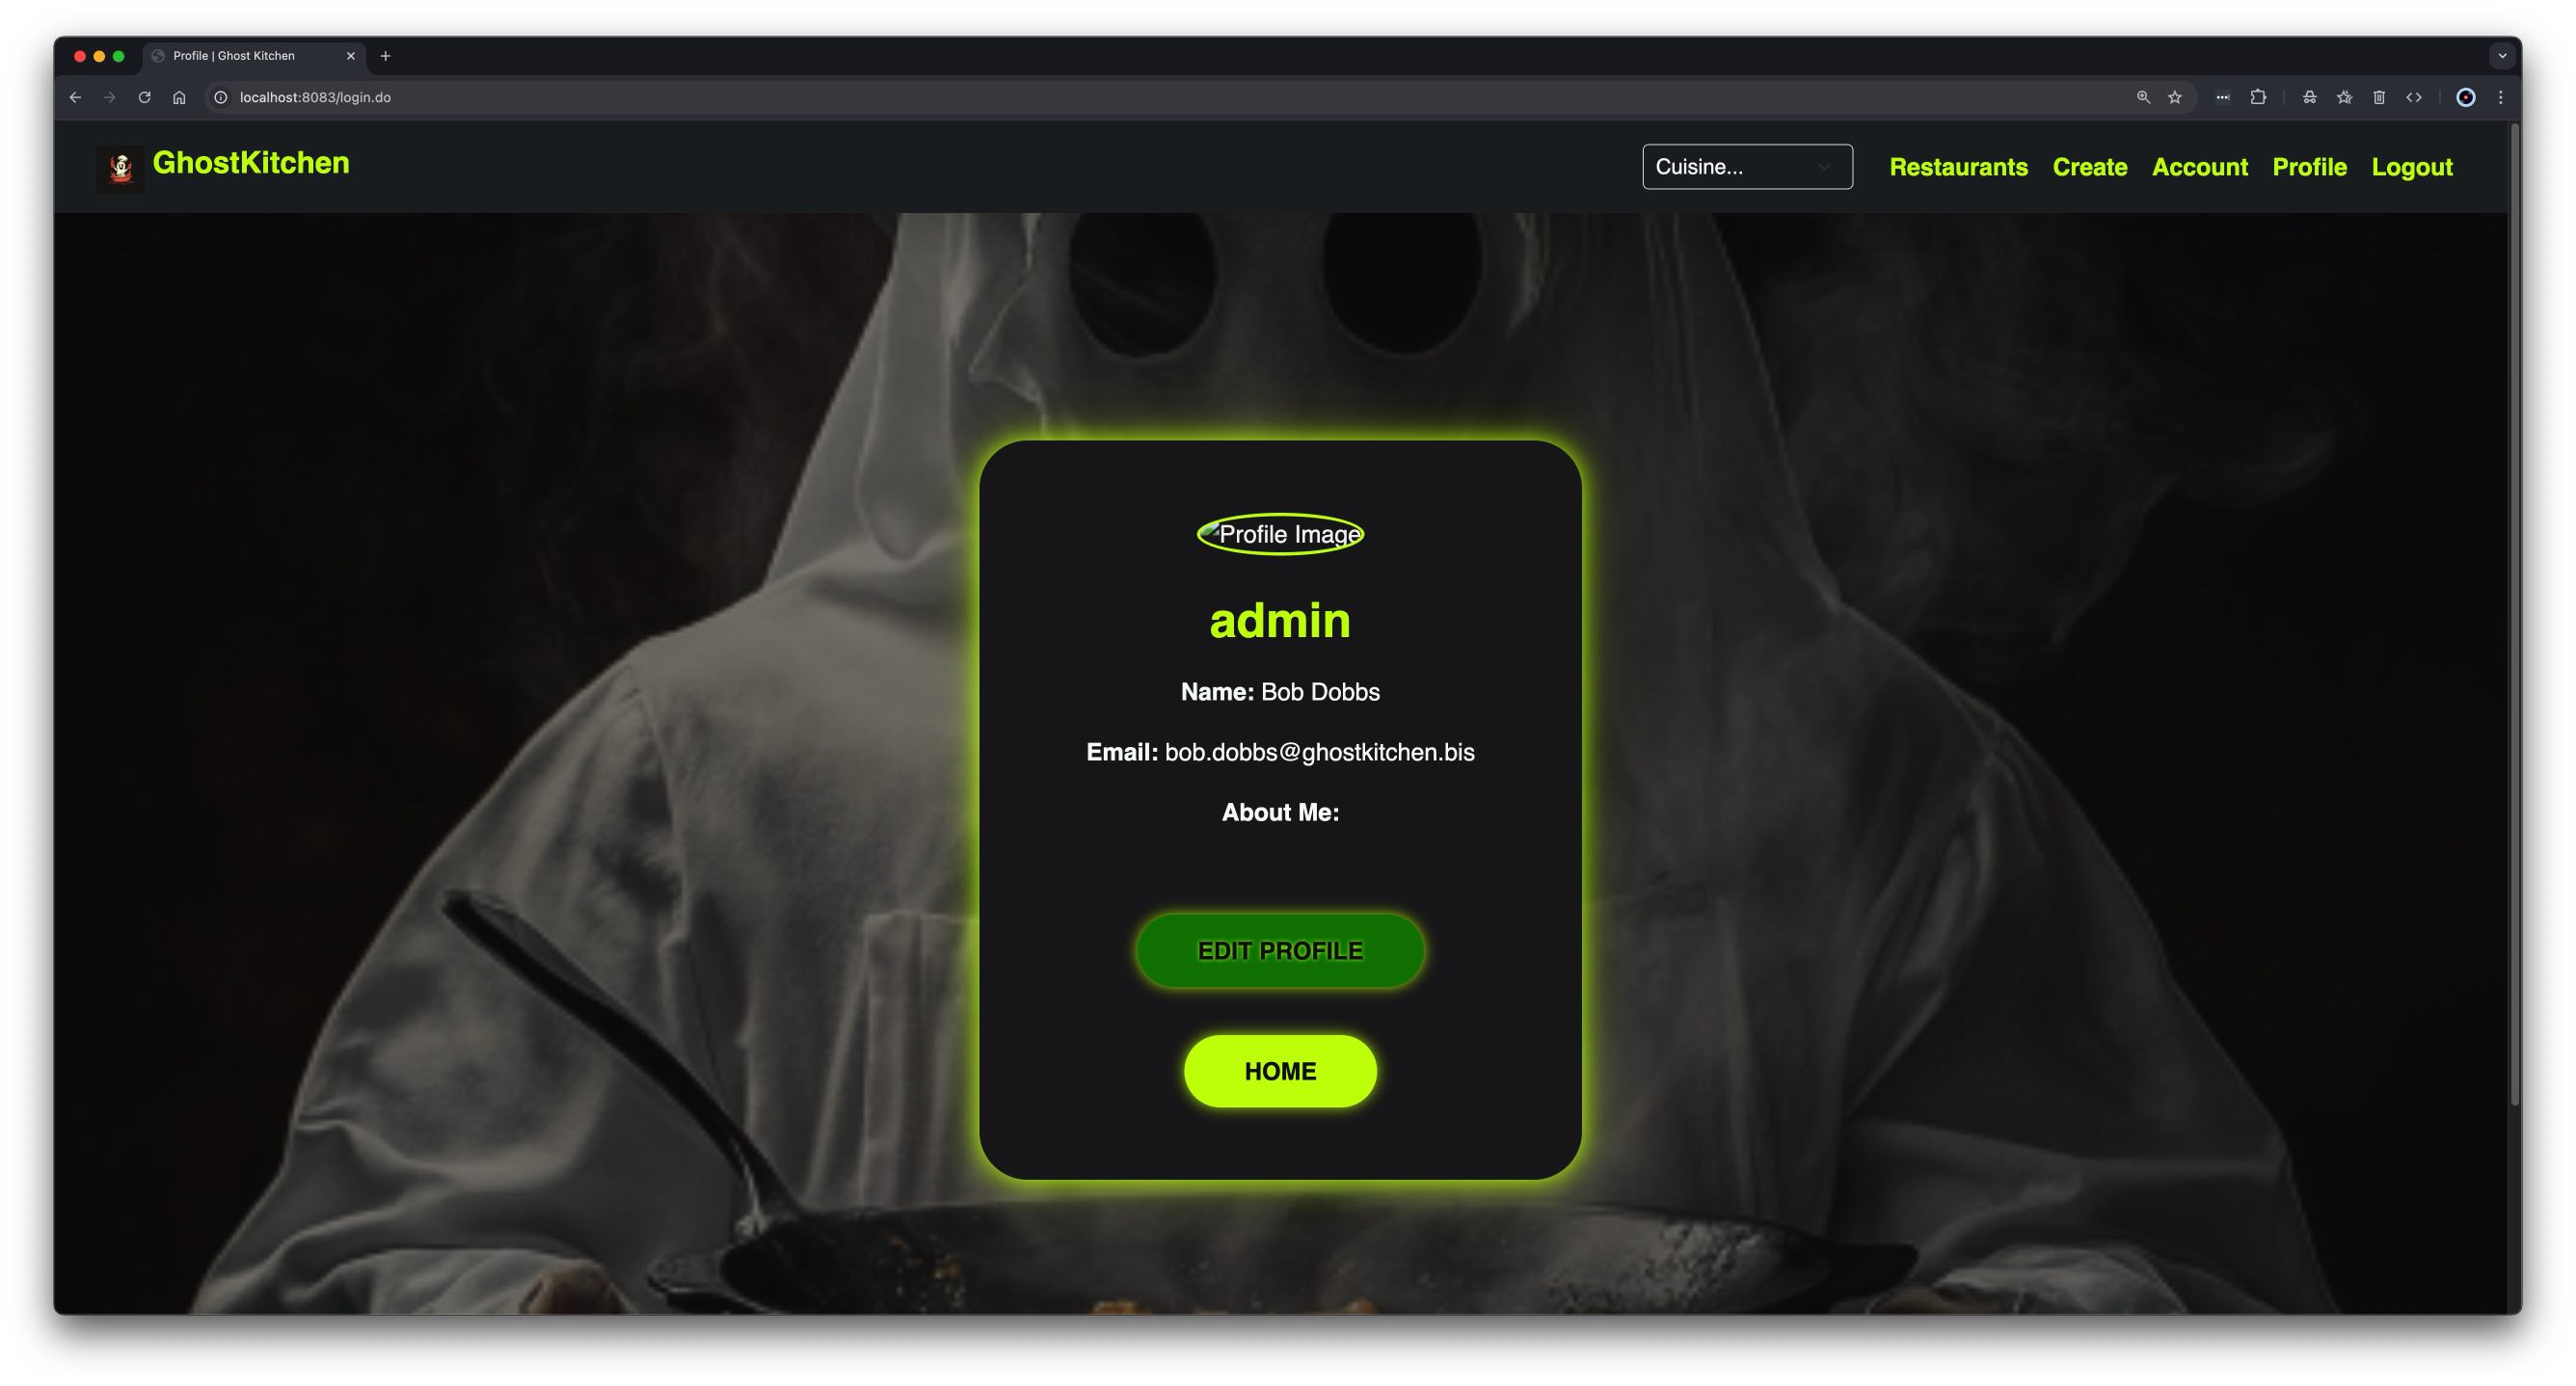 Profile | Ghost Kitchen
localhost:8083/login.do
GhostKitchen
Cuisine...
Restaurants
Create
Account
Profile
Logout
Profile Image
admin
Name: Bob Dobbs
Email: bob.dobbs@ghostkitchen.bis
About Me:
EDIT PROFILE
HOME